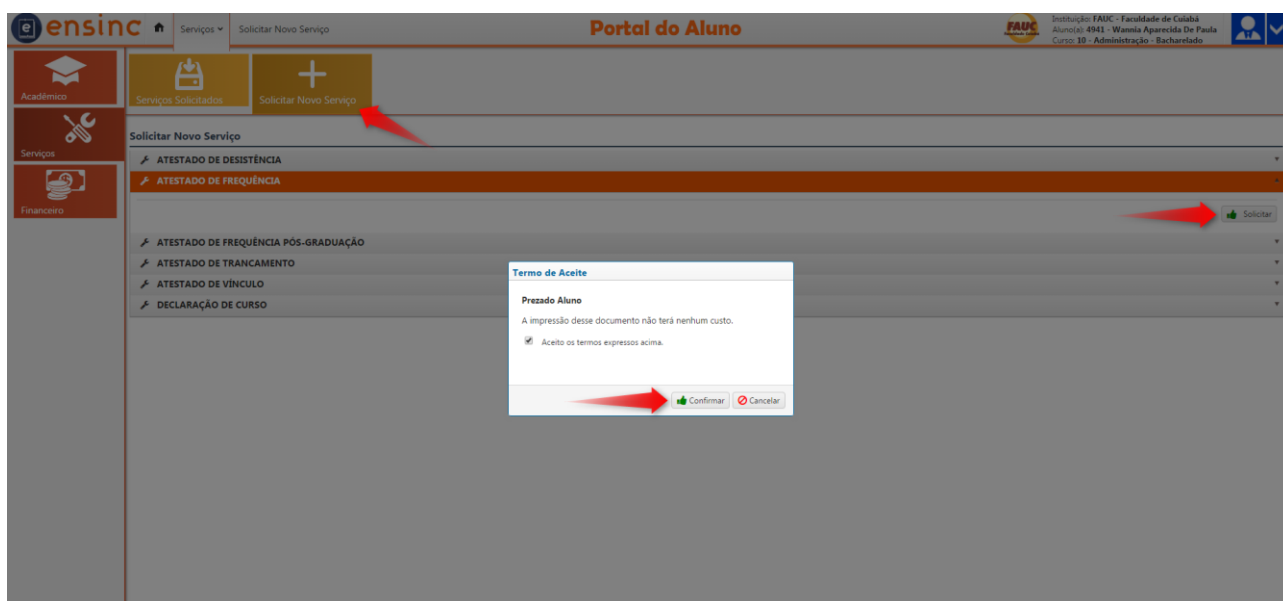 ensinc
Serviços
Solicitar Novo Serviço
Portal do Aluno
FAUC
Instituição: FAUC - Faculdade de Cuiabá
Aluno(a): 4941 - Wannia Aparecida De Paula
Curso: 10 - Administração - Bacharelado
Acadêmico
Serviços
Financeiro
Serviços Solicitados
Solicitar Novo Serviço
Solicitar Novo Serviço
ATESTADO DE DESISTÊNCIA
ATESTADO DE FREQUÊNCIA
Solicitar
ATESTADO DE FREQUÊNCIA PÓS-GRADUAÇÃO
ATESTADO DE TRANCAMENTO
ATESTADO DE VÍNCULO
DECLARAÇÃO DE CURSO
Termo de Aceite
Prezado Aluno
A impressão desse documento não terá nenhum custo.
Aceito os termos expressos acima.
Confirmar
Cancelar